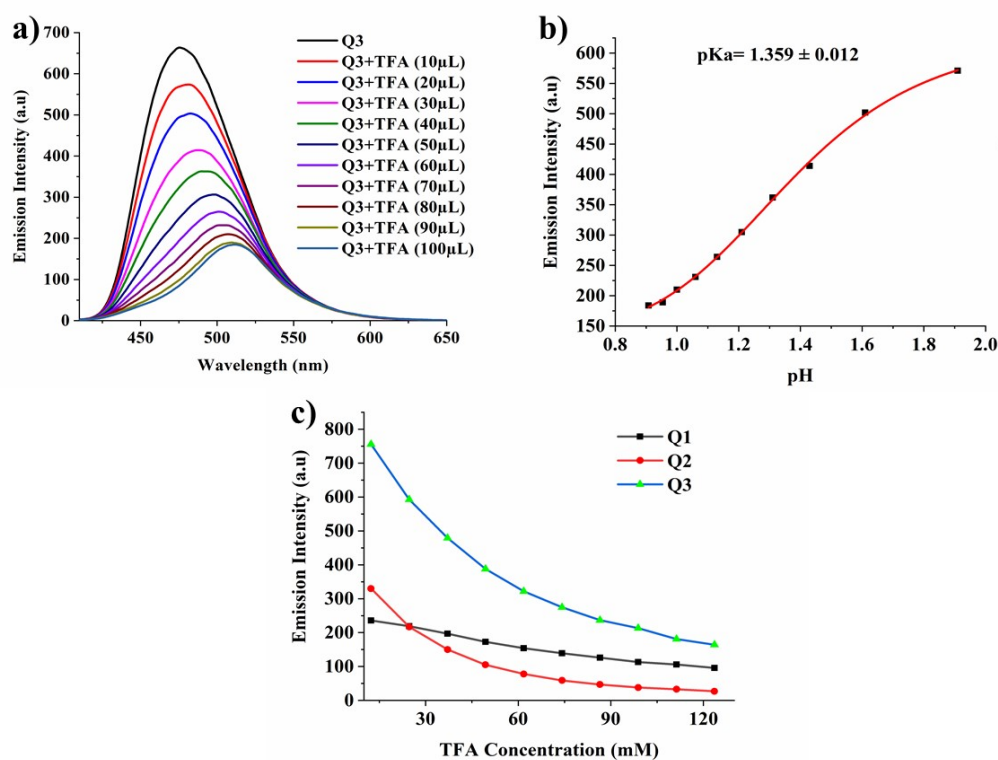 a)
Emission Intensity (a.u)
700
600
500
400
300
200
100
0
450
500
550
600
650
Wavelength (nm)
Q3
Q3+TFA (10µL)
Q3+TFA (20µL)
Q3+TFA (30µL)
Q3+TFA (40µL)
Q3+TFA (50µL)
Q3+TFA (60µL)
Q3+TFA (70µL)
Q3+TFA (80µL)
Q3+TFA (90µL)
Q3+TFA (100µL)
b)
pKa= 1.359 ± 0.012
Emission Intensity (a.u)
600
550
500
450
400
350
300
250
200
150
0.8
1.0
1.2
1.4
1.6
1.8
2.0
pH
c)
Emission Intensity (a.u)
800
700
600
500
400
300
200
100
0
30
60
90
120
TFA Concentration (mM)
Q1
Q2
Q3